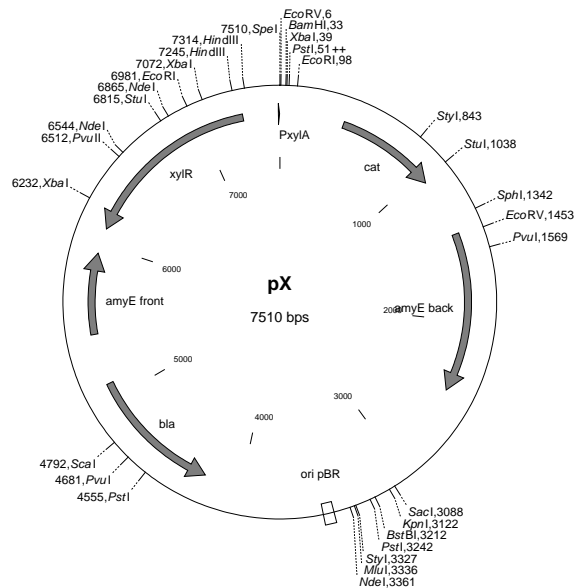 7510,SpeI
EcoRV,6
BamHI,33
XbaI,39
PstI,51++
EcoRI,98
7314,HindIII
7245,HindIII
7072,XbaI
6981,EcoRI
6865,NdeI
6815,StuI
6544,NdeI
6512,PvuII
6232,XbaI
StyI,843
StuI,1038
SphI,1342
EcoRV,1453
PvuI,1569
PxylA
cat
xylR
7000
1000
6000
amyE front
pX
7510 bps
2000
amyE back
5000
3000
4000
bla
ori pBR
4792,ScaI
4681,PvuI
4555,PstI
SacI,3088
KpnI,3122
BstBI,3212
PstI,3242
StyI,3327
MluI,3336
NdeI,3361